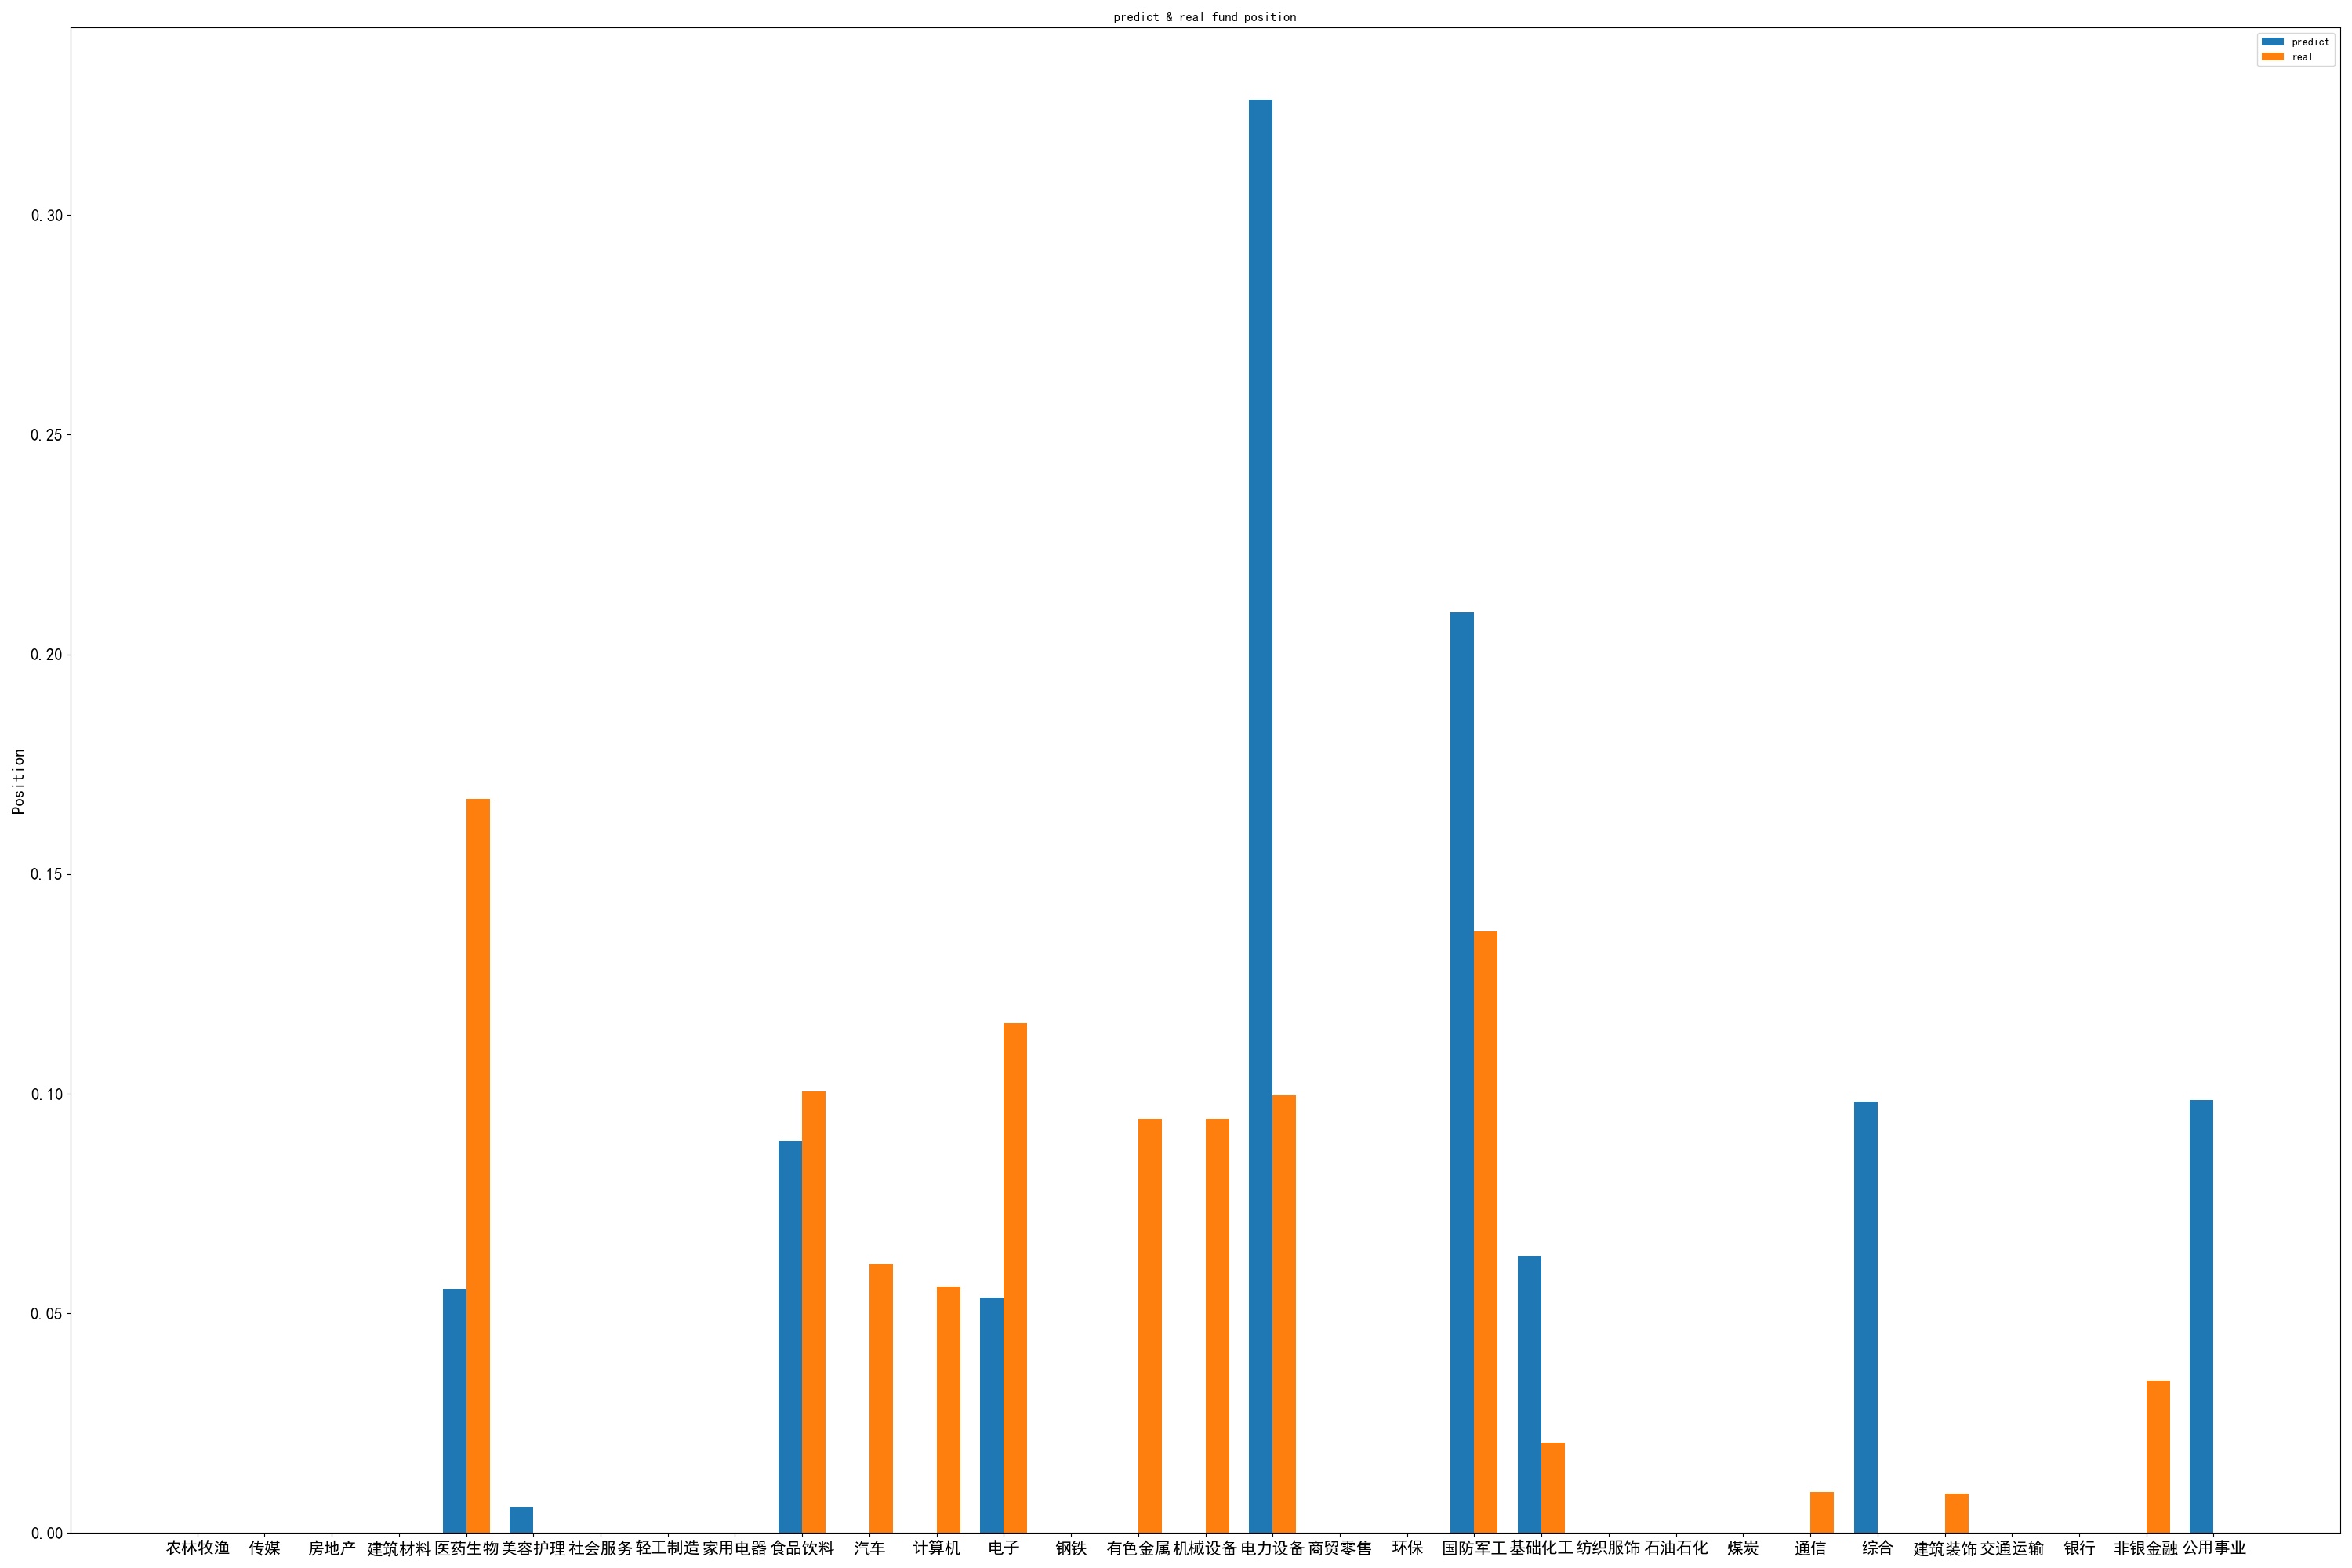 predict & real fund position
predict
real
Position
0.30
0.25
0.20
0.15
0.10
0.05
0.00
农林牧渔 传媒 房地产 建筑材料 医药生物 美容护理 社会服务 轻工制造 家用电器 食品饮料 汽车 计算机 电子 钢铁 有色金属 机械设备 电力设备 商贸零售 环保 国防军工 基础化工 纺织服饰 石油石化 煤炭 通信 综合 建筑装饰 交通运输 银行 非银金融 公用事业